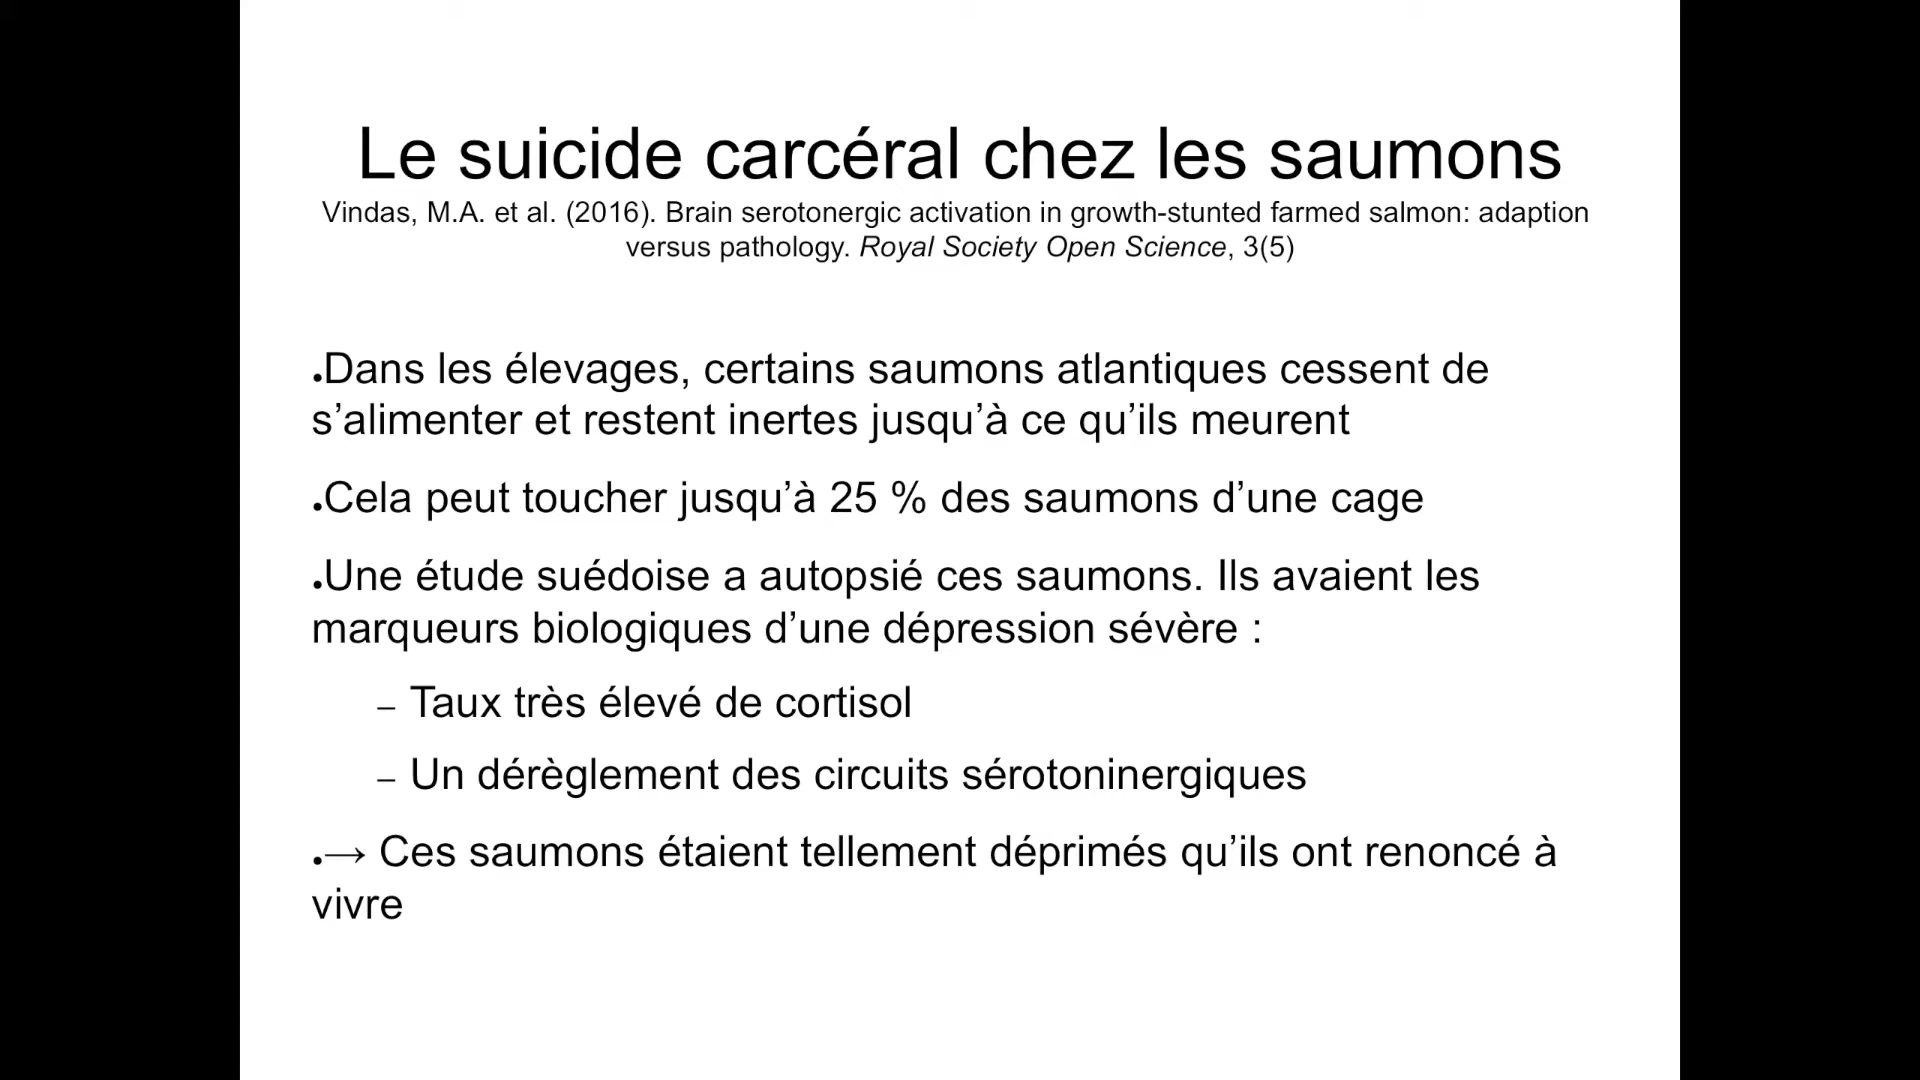 Le suicide carcéral chez les saumons
Vindas, M.A. et al. (2016). Brain serotonergic activation in growth-stunted farmed salmon: adaption
versus pathology. Royal Society Open Science, 3(5)
●Dans les élevages, certains saumons atlantiques cessent de
s’alimenter et restent inertes jusqu’à ce qu’ils meurent
●Cela peut toucher jusqu’à 25 % des saumons d’une cage
●Une étude suédoise a autopsié ces saumons. Ils avaient les
marqueurs biologiques d’une dépression sévère :
– Taux très élevé de cortisol
– Un dérèglement des circuits sérotoninergiques
●→ Ces saumons étaient tellement déprimés qu’ils ont renoncé à
vivre